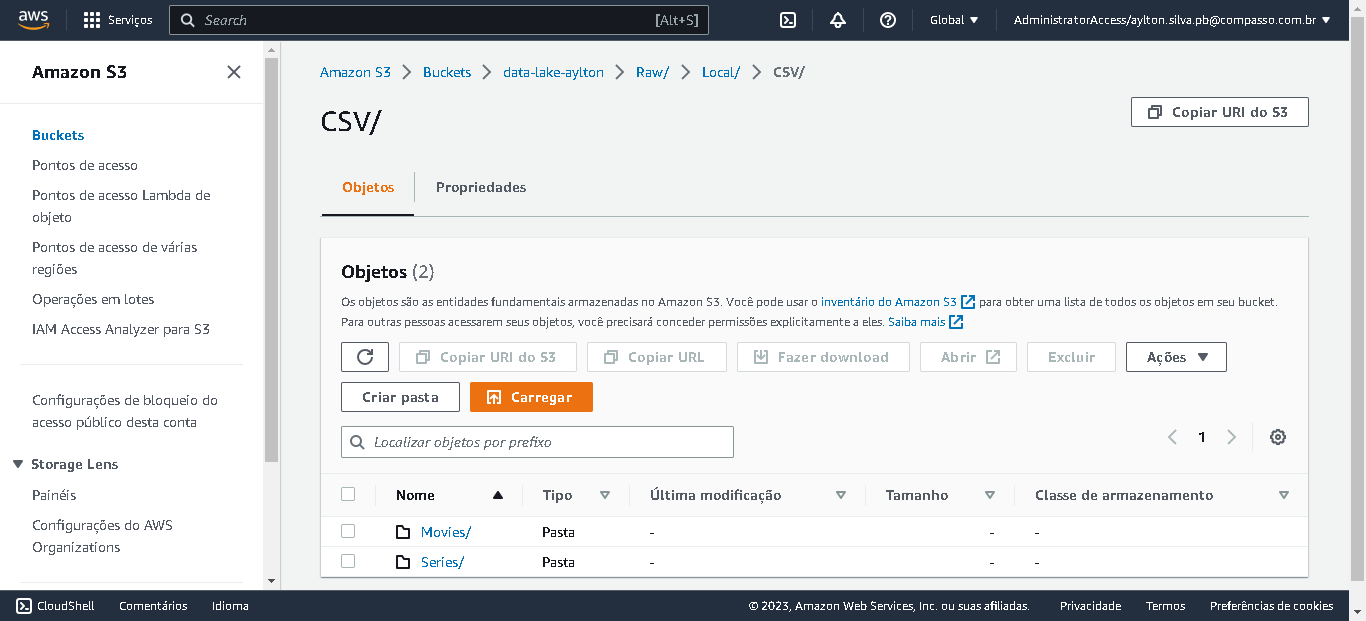 aws
Serviços
Search
[Alt+S]
Global
AdministratorAccess/aylton.silva.pb@compasso.com.br
Amazon S3
Buckets
Pontos de acesso
Pontos de acesso Lambda de
objeto
Pontos de acesso de várias
regiões
Operações em lotes
IAM Access Analyzer para S3
Configurações de bloqueio do
acesso público desta conta
Storage Lens
Painéis
Configurações do AWS
Organizations
Amazon S3 > Buckets > data-lake-aylton > Raw/ > Local/ > CSV/
CSV/
Copiar URI do S3
Objetos
Propriedades
Objetos (2)
Os objetos são as entidades fundamentais armazenadas no Amazon S3. Você pode usar o inventário do Amazon S3 para obter uma lista de todos os objetos em seu bucket.
Para outras pessoas acessarem seus objetos, você precisará conceder permissões explicitamente a eles. Saiba mais
Copiar URI do S3
Copiar URL
Fazer download
Abrir
Excluir
Ações
Criar pasta
Carregar
Localizar objetos por prefixo
1
Nome
Tipo
Última modificação
Tamanho
Classe de armazenamento
Movies/ Pasta - - -
Series/ Pasta - - -
CloudShell
Comentários
Idioma
© 2023, Amazon Web Services, Inc. ou suas afiliadas.
Privacidade
Termos
Preferências de cookies